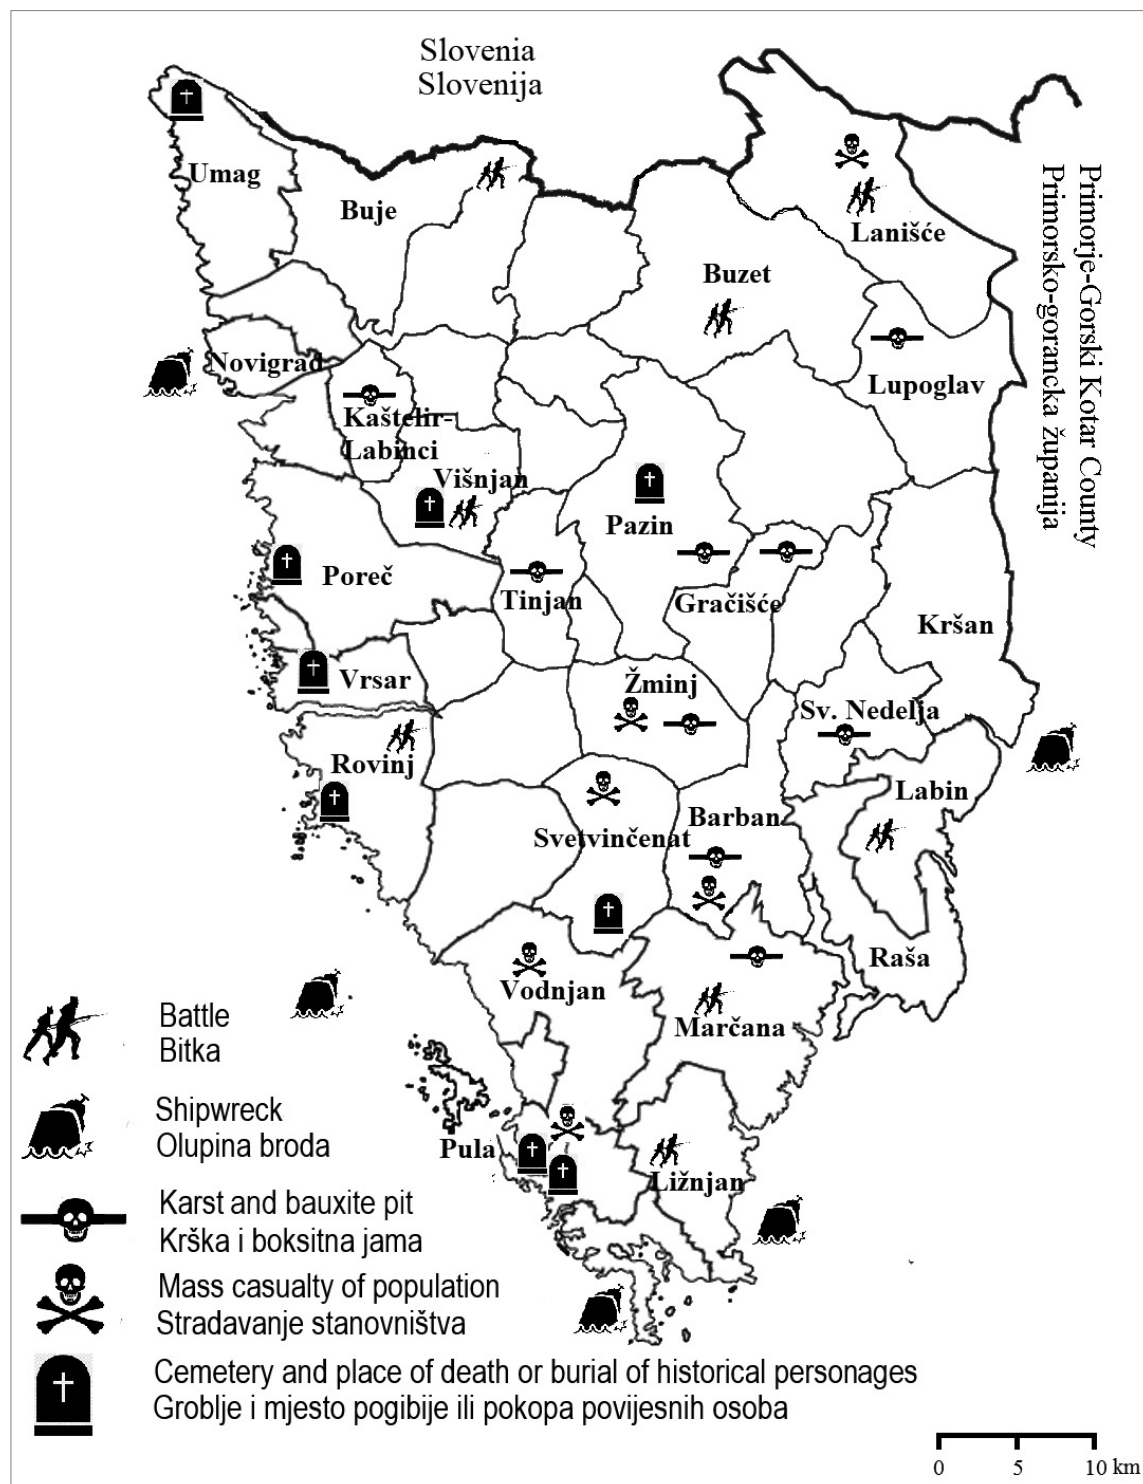 Slovenia
Slovenija
Umag
Buje
Lanišće
Buzet
Primorje-Gorski Kotar County
Primorsko-gorancka županija
Novigrad
Lupoglav
Kaštelir-
Labinci
Višnjan
Pazin
Poreč
Tinjan
Gračišće
Kršan
Vrsar
Žminj
Sv. Nedelja
Rovinj
Labin
Barban
Svetvinčenat
Raša
Vodnjan
Marčana
Pula
Ližnjan
Battle
Bitka
Shipwreck
Olupina broda
Karst and bauxite pit
Krška i boksitna jama
Mass casualty of population
Stradavanje stanovništva
Cemetery and place of death or burial of historical personages
Groblje i mjesto pogibije ili pokopa povijesnih osoba
0 5 10 km